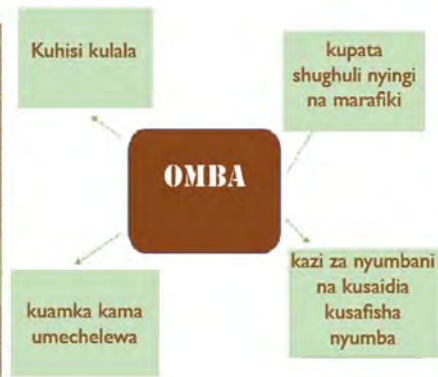 Kuhisi kulala
kupata
shughuli nyingi
na marafiki
OMBA
kuamka kama
umechelewa
kazi za nyumbani
na kusaidia
kusafisha
nyumba